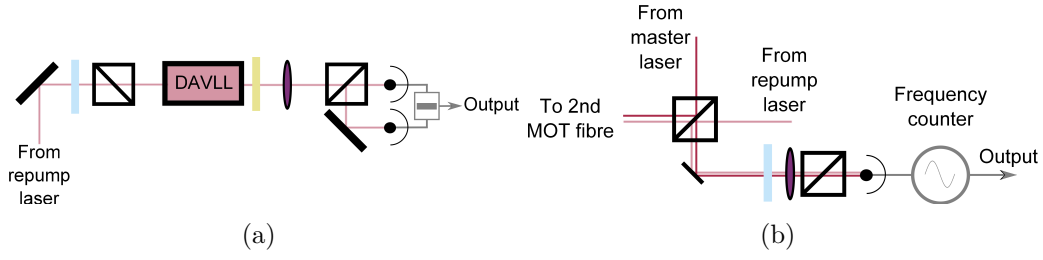 DAVLL
Output
From
repump
laser
(a)
From
master
laser
From
repump
laser
To 2nd
MOT fibre
Frequency
counter
Output
(b)